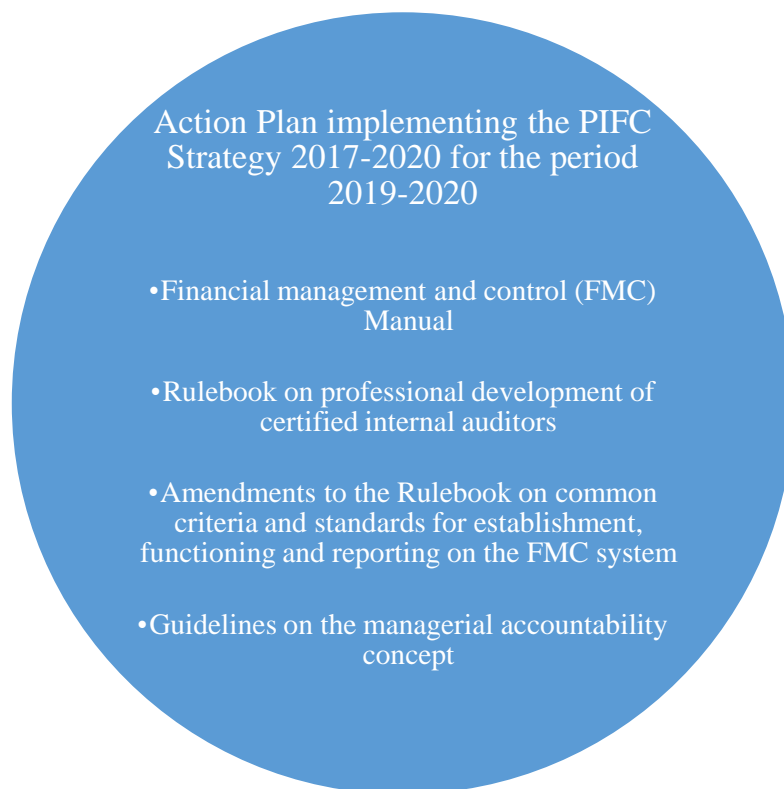 Action Plan implementing the PIFC
Strategy 2017-2020 for the period
2019-2020
•Financial management and control (FMC)
Manual
•Rulebook on professional development of
certified internal auditors
•Amendments to the Rulebook on common
criteria and standards for establishment,
functioning and reporting on the FMC system
•Guidelines on the managerial accountability
concept